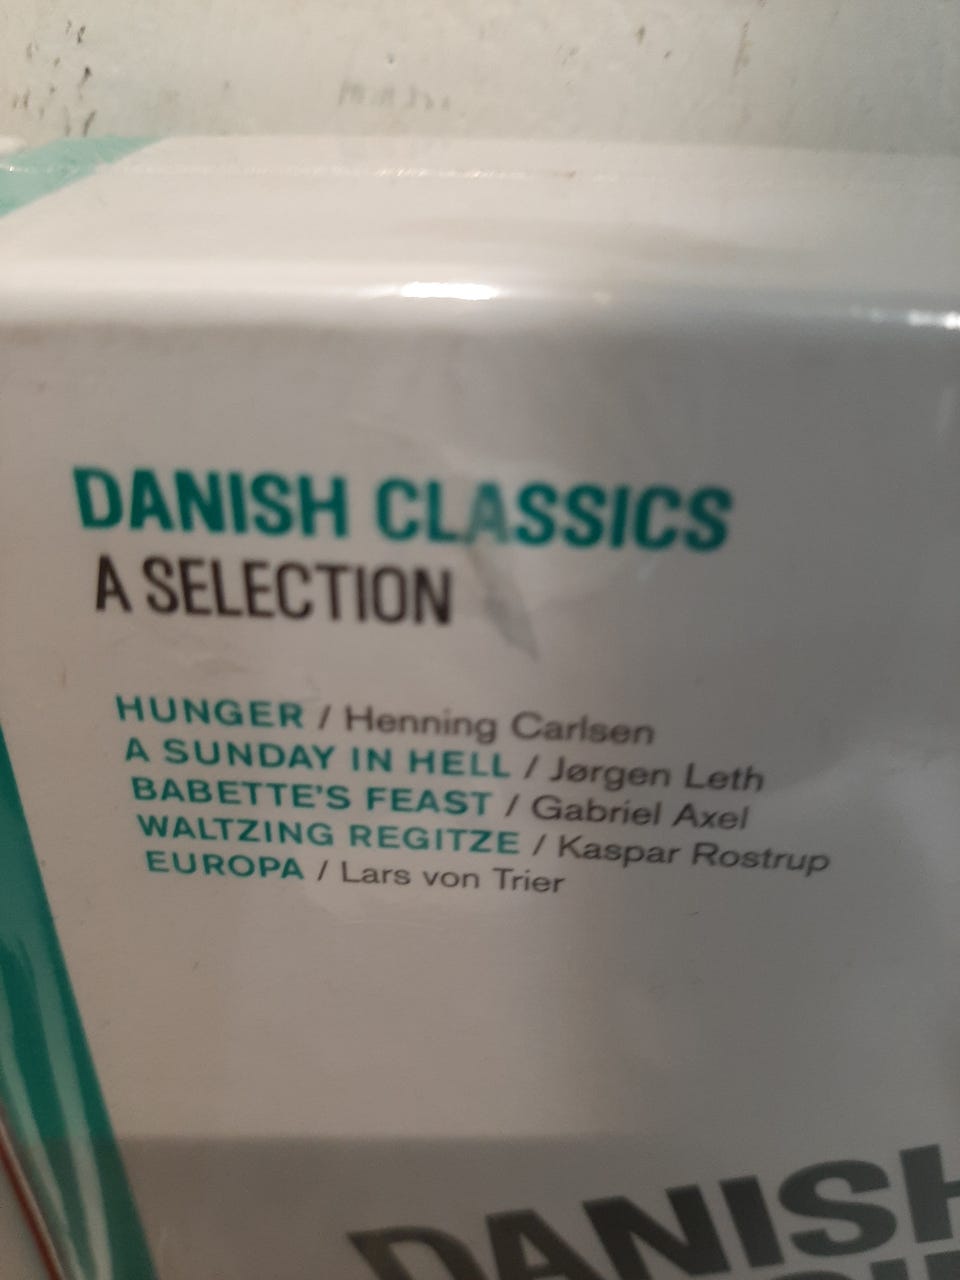 DANISH CLASSICS
A SELECTION
HUNGER / Henning Carlsen
A SUNDAY IN HELL / Jørgen Leth
BABETTE'S FEAST / Gabriel Axel
WALTZING REGITZE / Kaspar Rostrup
EUROPA / Lars von Trier
DANISH